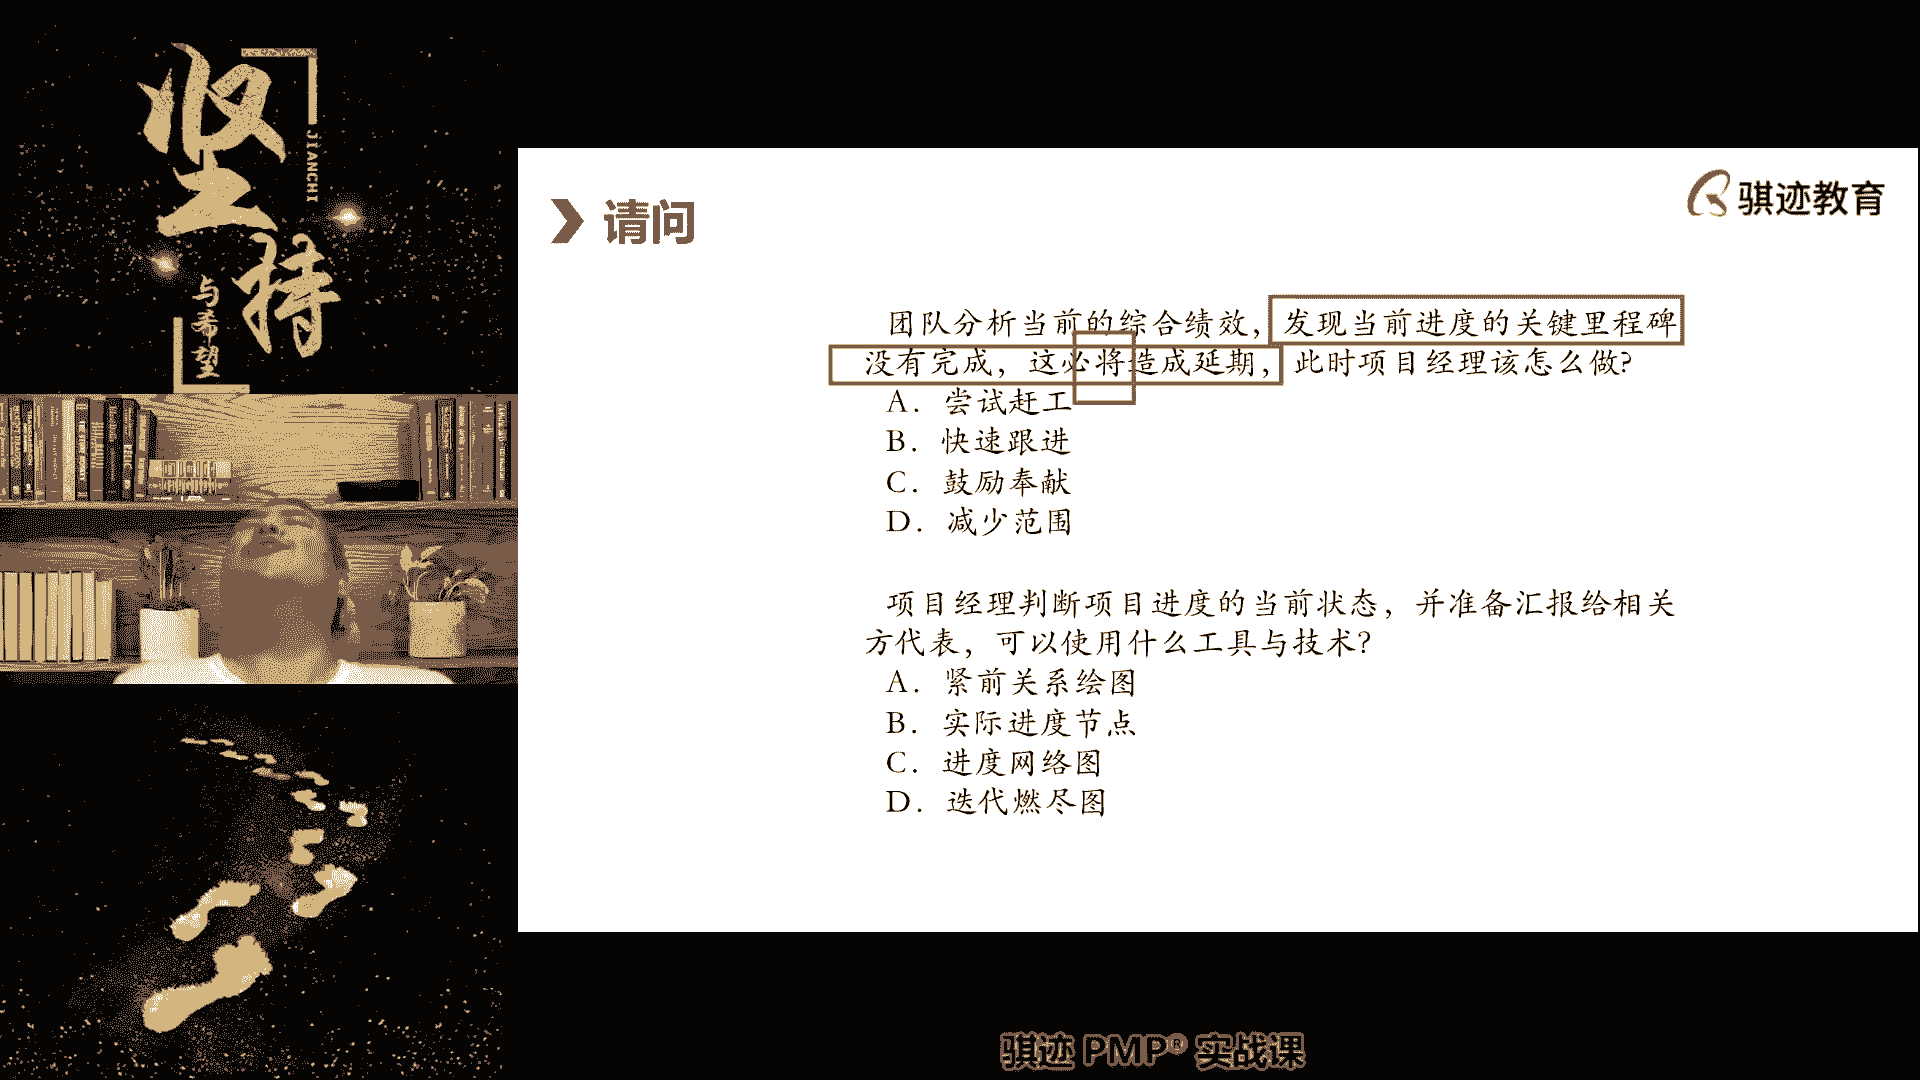 坚持
JIANCHI
与希望
请问
骐迹教育
团队分析当前的综合绩效，发现当前进度的关键里程碑
没有完成，这必将造成延期，此时项目经理该怎么做？
A．尝试赶工
B．快速跟进
C．鼓励奉献
D．减少范围
项目经理判断项目进度的当前状态，并准备汇报给相关
方代表，可以使用什么工具与技术？
A．紧前关系绘图
B．实际进度节点
C．进度网络图
D．迭代燃尽图
骐迹 PMP® 实战课